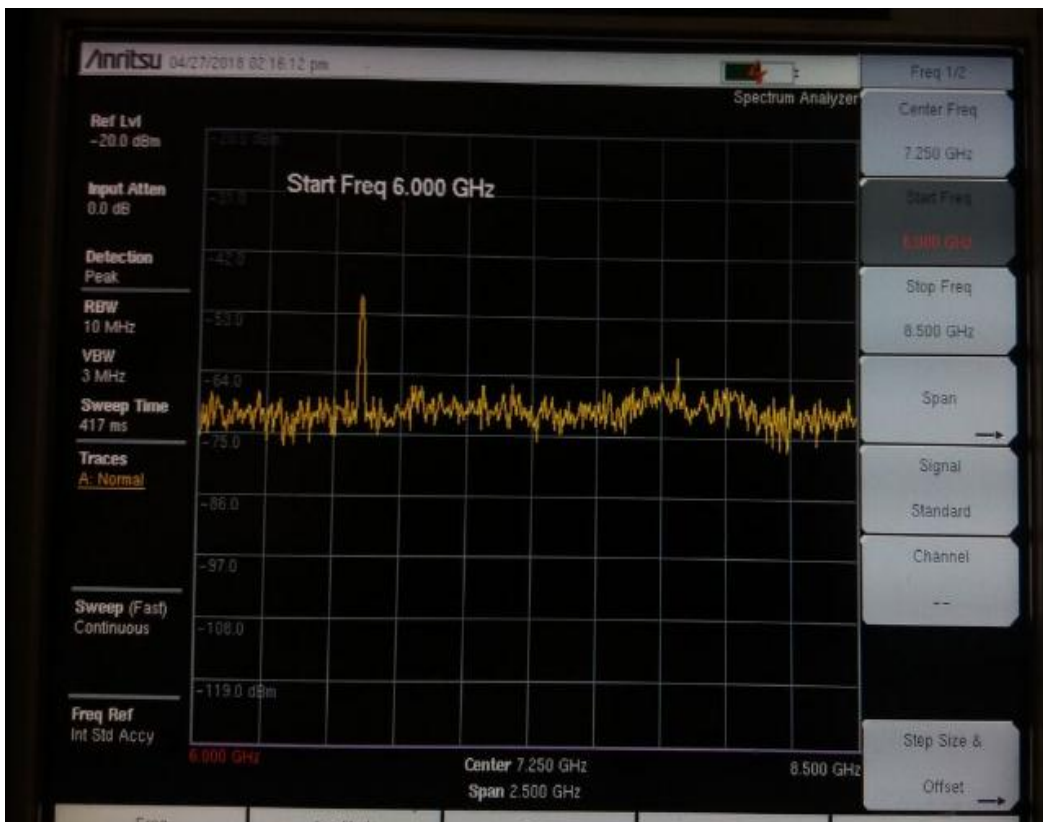 Anritsu 04/27/2018 02:16:12 pm
Spectrum Analyzer
Ref Lvl
-20.0 dBm
Input Atten
0.0 dB
Detection
Peak
RBW
10 MHz
VBW
3 MHz
Sweep Time
417 ms
Traces
A: Normal
Sweep (Fast)
Continuous
Freq Ref
Int Std Accy
-20.0 dBm
Start Freq 6.000 GHz
-31.0
-42.0
-53.0
-64.0
-75.0
-86.0
-97.0
-108.0
-119.0 dBm
6.000 GHz
Center 7.250 GHz
8.500 GHz
Span 2.500 GHz
Freq 1/2
Center Freq
7.250 GHz
Start Freq
6.000 GHz
Stop Freq
8.500 GHz
Span
Signal
Standard
Channel
--
Step Size &
Offset